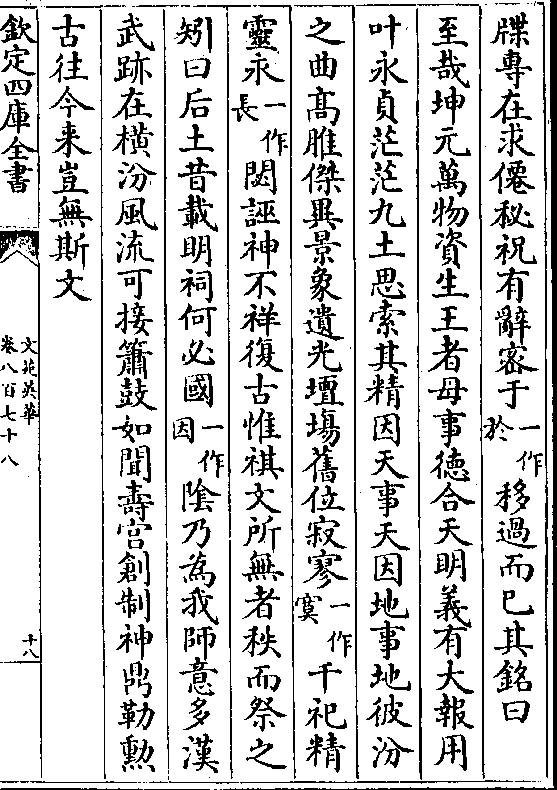 牒專在求僊秘祝有辭宻于一作於移過而已其銘曰
至哉坤元萬物資生王者母事徳合天明義有大報用
叶永貞茫茫九土思索其精因天事天因地事地彼汾
之曲髙脽傑異景象遺光壇場舊位寂寥一作寞千祀精
靈永一作長閟誣神不祥復古惟祺文所無者秩而祭之
矧曰后土昔載明祠何必國一作因陰乃為我師意多漢
武跡在横汾風流可接簫鼓如聞壽宫創制神鼎勒勲
古往今来豈無斯文
欽定四庫全書
文苑英華
卷八百七十八
十八